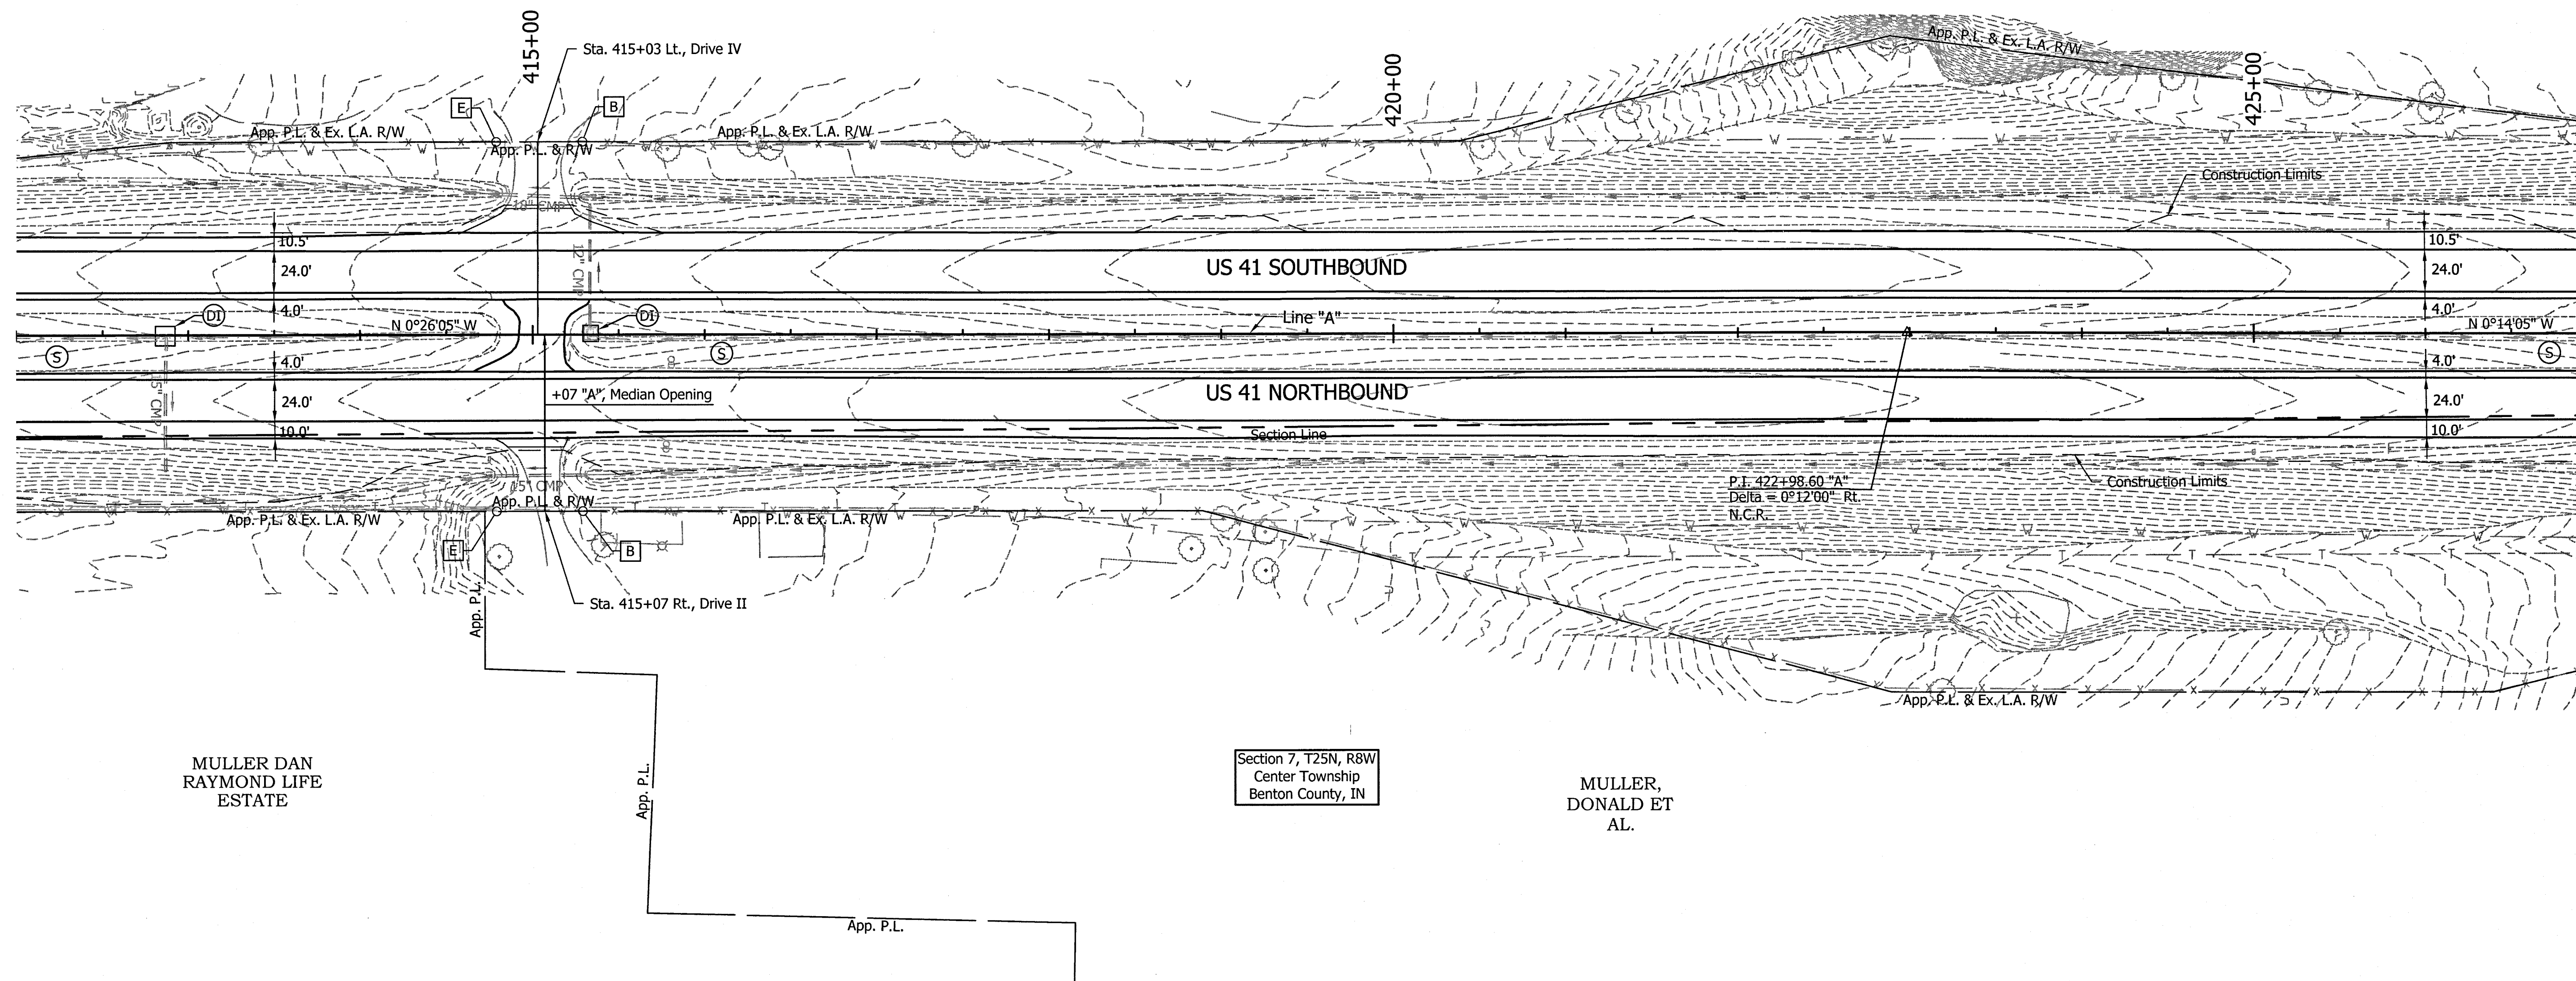 415+00
Sta. 415+03 Lt., Drive IV
420+00
425+00
App. P.L. & Ex. L.A. R/W
E
B
App. P.L. & Ex. L.A. R/W
App. P.L. & R/W
App. P.L. & Ex. L.A. R/W
Construction Limits
18" CMP
12" CMP
10.5'
24.0'
4.0'
US 41 SOUTHBOUND
10.5'
24.0'
4.0'
DI
DI
N 0°26'05" W
Line "A"
N 0°14'05" W
S
S
S
4.0'
24.0'
10.0'
15" CMP
+07 "A", Median Opening
US 41 NORTHBOUND
4.0'
24.0'
10.0'
Section Line
15" CMP
App. P.L. & R/W
App. P.L. & Ex. L.A. R/W
App. P.L. & Ex. L.A. R/W
P.I. 422+98.60 "A"
Delta = 0°12'00" Rt.
N.C.R.
Construction Limits
E
B
Sta. 415+07 Rt., Drive II
App. P.L.
App. P.L. & Ex. L.A. R/W
App. P.L.
App. P.L.
MULLER DAN
RAYMOND LIFE
ESTATE
Section 7, T25N, R8W
Center Township
Benton County, IN
MULLER,
DONALD ET
AL.